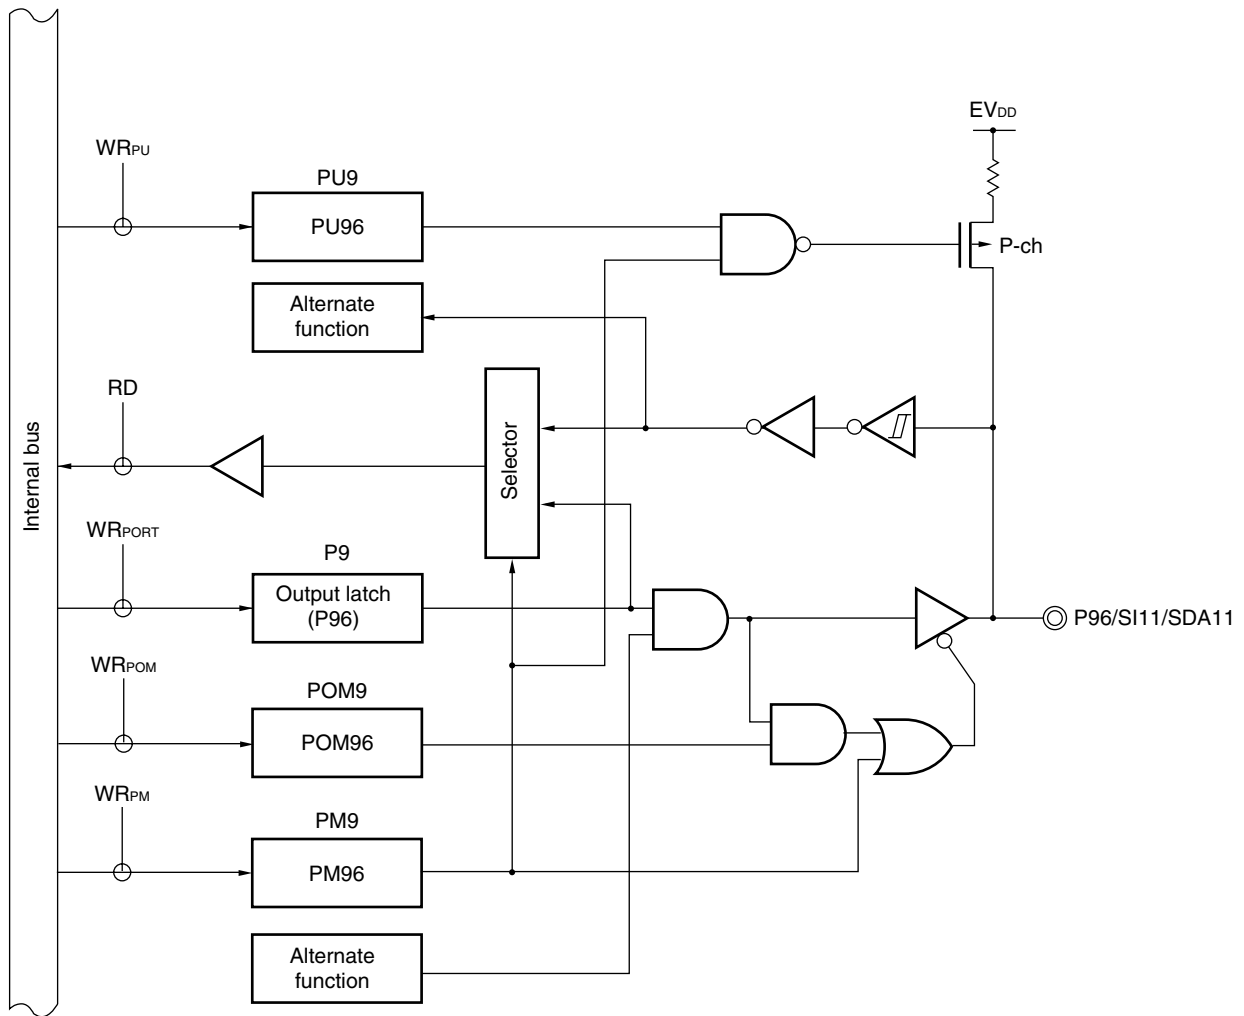 EVDD
WRPU
PU9
PU96
P-ch
Alternate
function
RD
Selector
Internal bus
WRPORT
P9
Output latch
(P96)
P96/SI11/SDA11
WRPOM
POM9
POM96
WRPM
PM9
PM96
Alternate
function